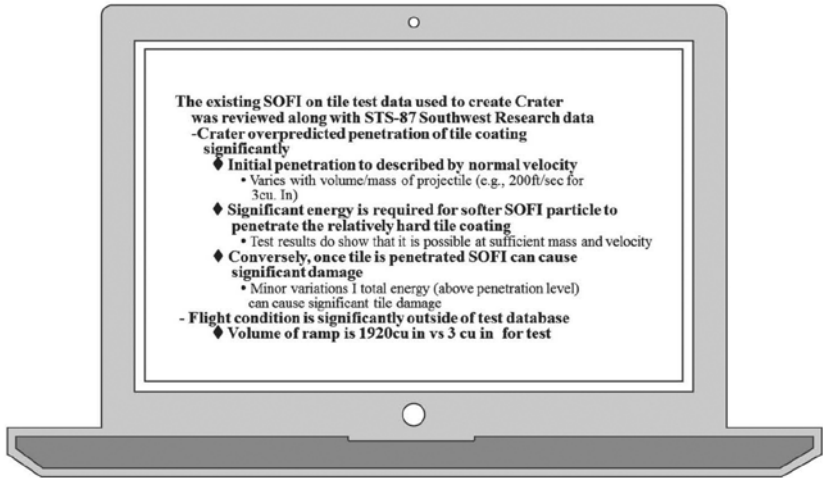 The existing SOFI on tile test data used to create Crater
was reviewed along with STS-87 Southwest Research data
-Crater overpredicted penetration of tile coating
significantly
♦ Initial penetration to described by normal velocity
• Varies with volume/mass of projectile (e.g., 200ft/sec for
3cu. In)
♦ Significant energy is required for softer SOFI particle to
penetrate the relatively hard tile coating
• Test results do show that it is possible at sufficient mass and velocity
♦ Conversely, once tile is penetrated SOFI can cause
significant damage
• Minor variations I total energy (above penetration level)
can cause significant tile damage
- Flight condition is significantly outside of test database
♦ Volume of ramp is 1920cu in vs 3 cu in for test